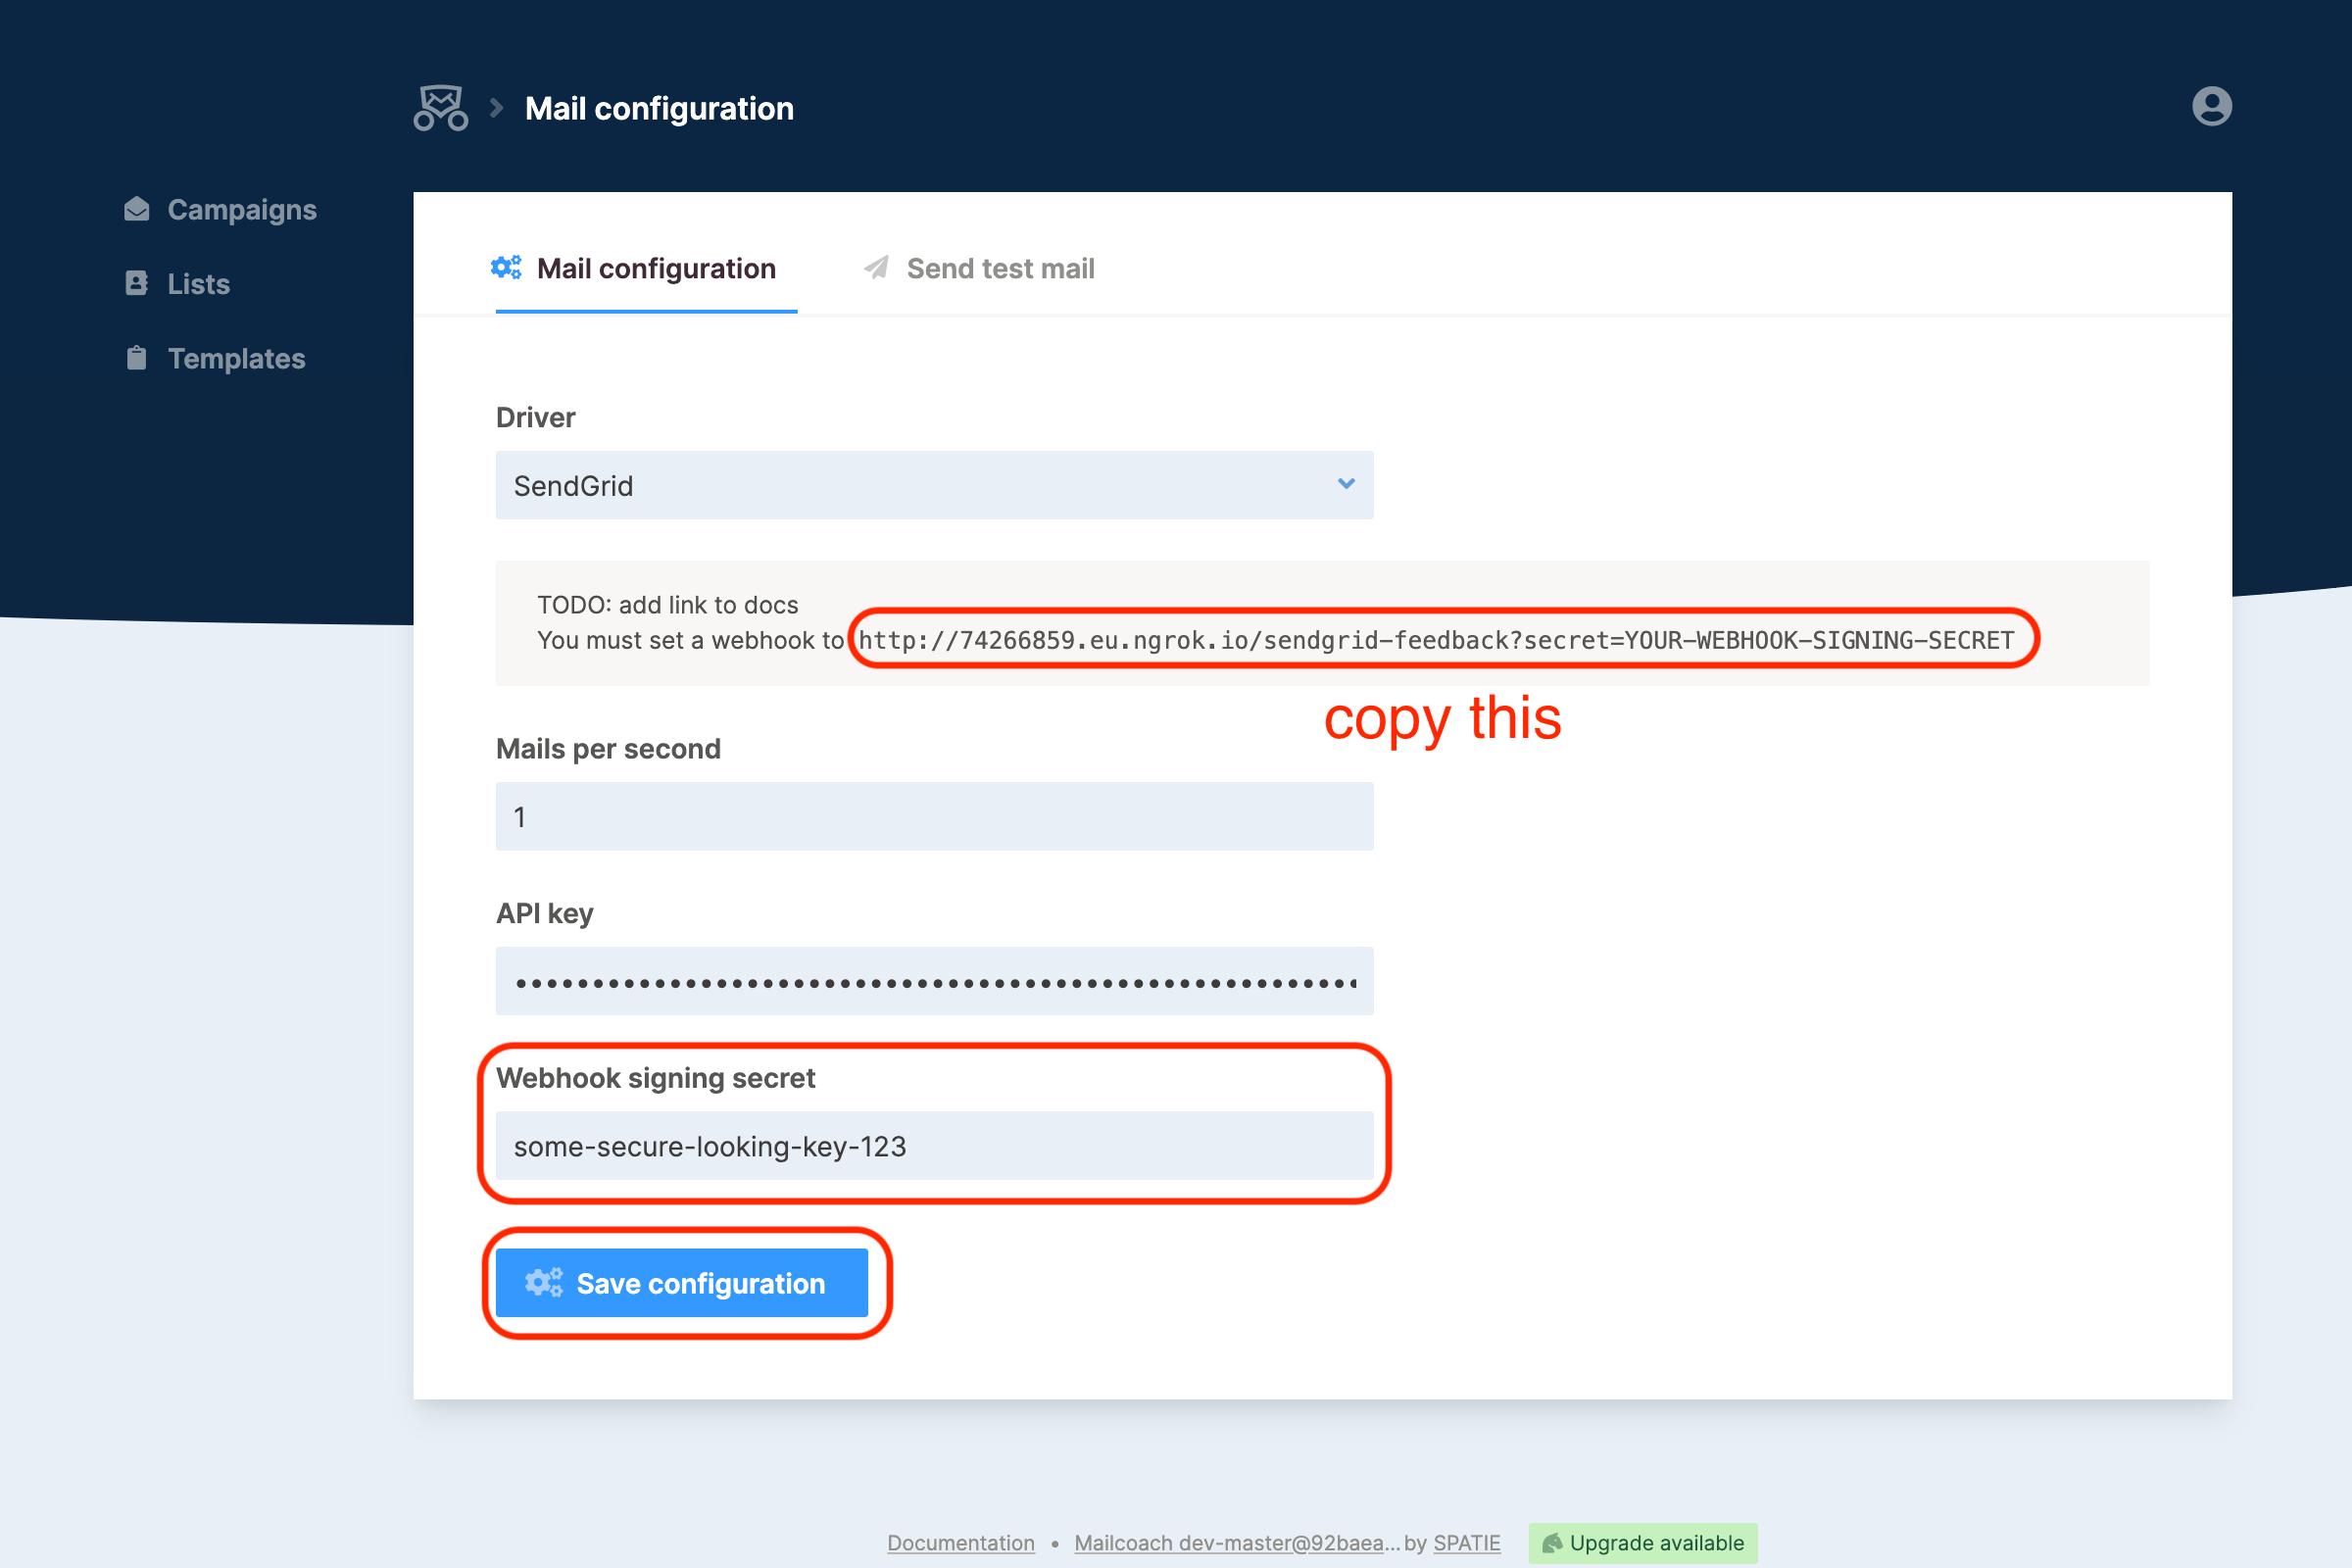 Mail configuration
Campaigns
Lists
Templates
Mail configuration
Send test mail
Driver
SendGrid
TODO: add link to docs
You must set a webhook to http://74266859.eu.ngrok.io/sendgrid-feedback?secret=YOUR-WEBHOOK-SIGNING-SECRET
copy this
Mails per second
1
API key
Webhook signing secret
some-secure-looking-key-123
Save configuration
Documentation • Mailcoach dev-master@92baea... by SPATIE
Upgrade available